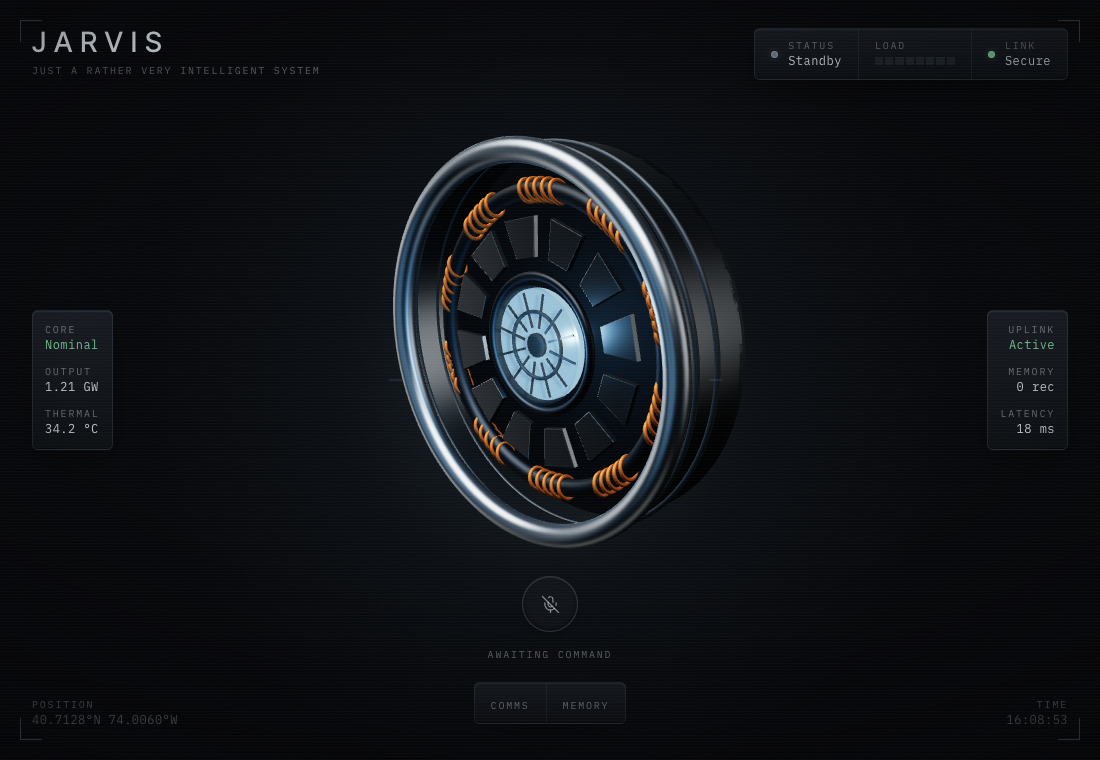 JARVIS
JUST A RATHER VERY INTELLIGENT SYSTEM
STATUS
Standby
LOAD
LINK
Secure
CORE
Nominal
OUTPUT
1.21 GW
THERMAL
34.2 °C
UPLINK
Active
MEMORY
0 rec
LATENCY
18 ms
AWAITING COMMAND
COMMS
MEMORY
POSITION
40.7128°N 74.0060°W
TIME
16:08:53